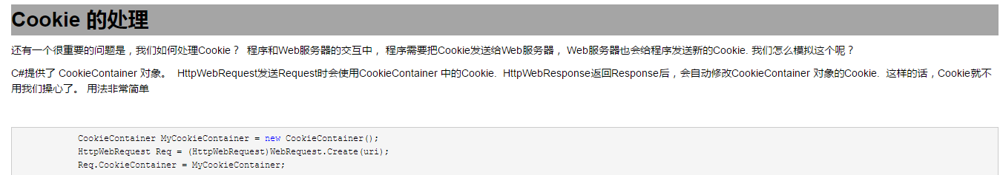 Cookie 的处理
还有一个很重要的问题是，我们如何处理Cookie？ 程序和Web服务器的交互中， 程序需要把Cookie发送给Web服务器， Web服务器也会给程序发送新的Cookie. 我们怎么模拟这个呢？
C#提供了 CookieContainer 对象。 HttpWebRequest发送Request时会使用CookieContainer 中的Cookie. HttpWebResponse返回Response后，会自动修改CookieContainer 对象的Cookie. 这样的话，Cookie就不
用我们操心了。 用法非常简单
CookieContainer MyCookieContainer = new CookieContainer();
HttpWebRequest Req = (HttpWebRequest)WebRequest.Create(uri);
Req.CookieContainer = MyCookieContainer;